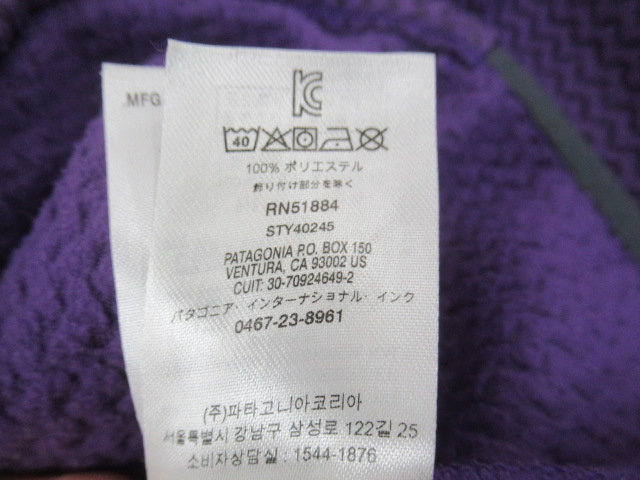 MFG
40
100% ポリエステル
飾り付け部分を除く
RN51884
STY40245
PATAGONIA P.O. BOX 150
VENTURA, CA 93002 US
CUIT: 30-70924649-2
パタゴニア・インターナショナル・インク
0467-23-8961
(주)파타고니아코리아
서울특별시 강남구 삼성로 122길 25
소비자상담실 : 1544-1876